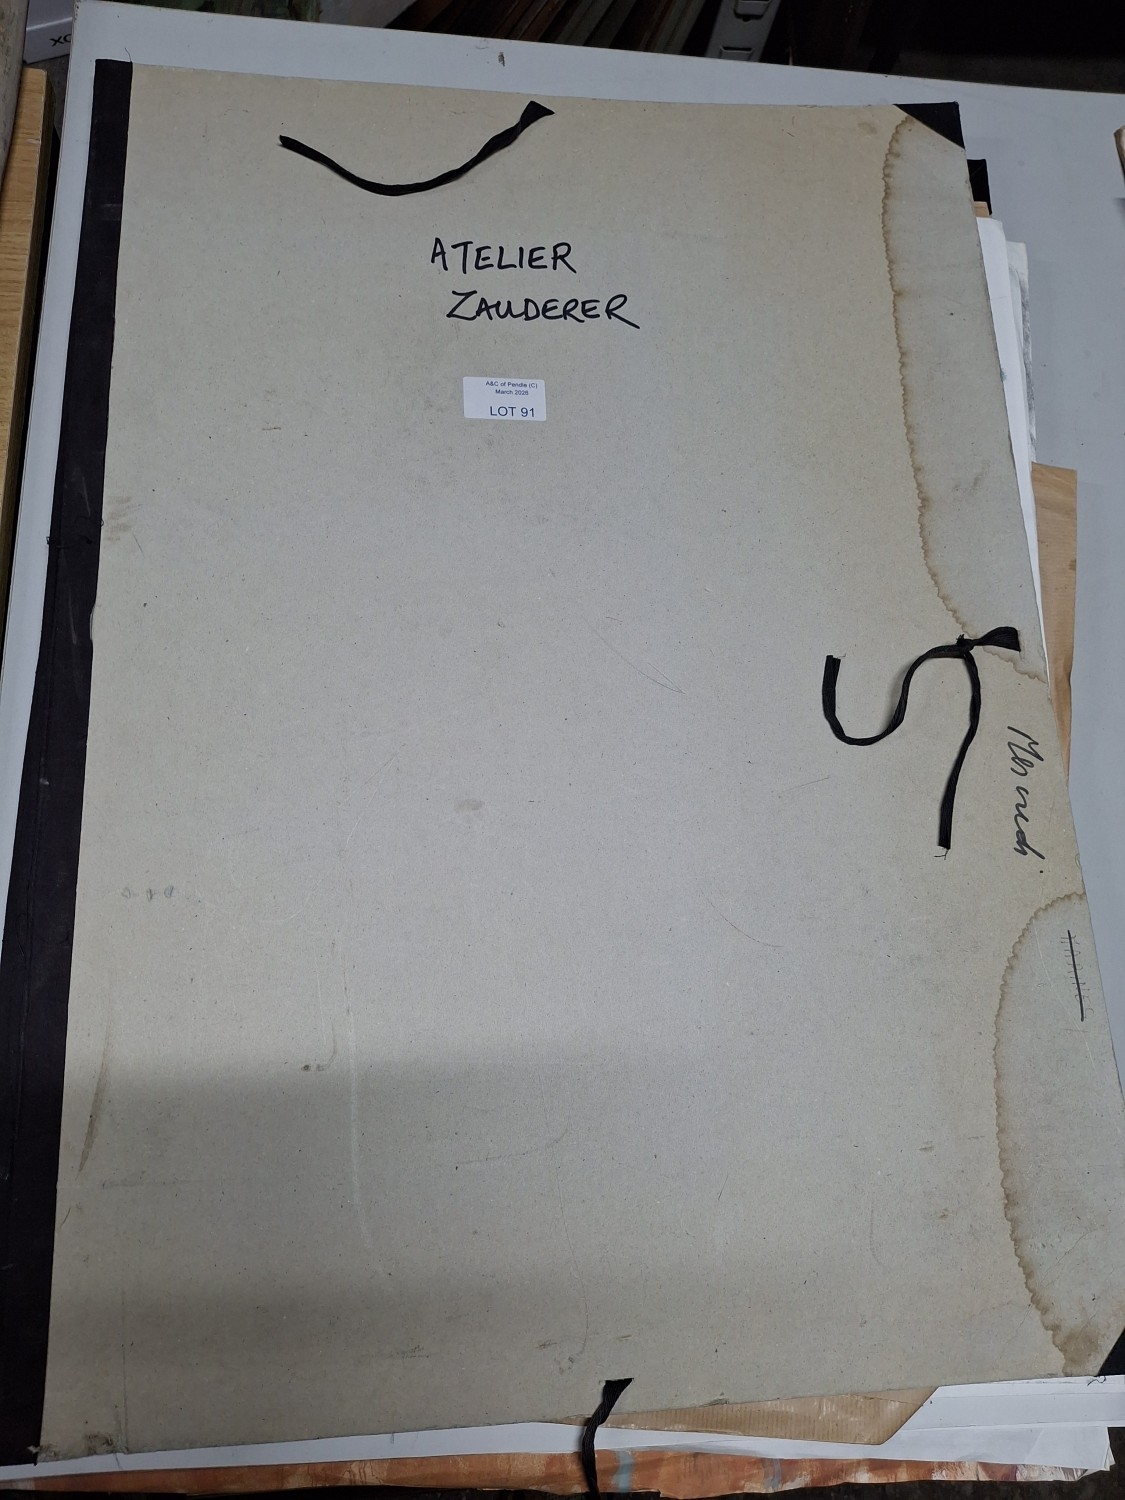 ATELIER
ZAUDERER
A&C of Pendle (C)
March 2026
LOT 91